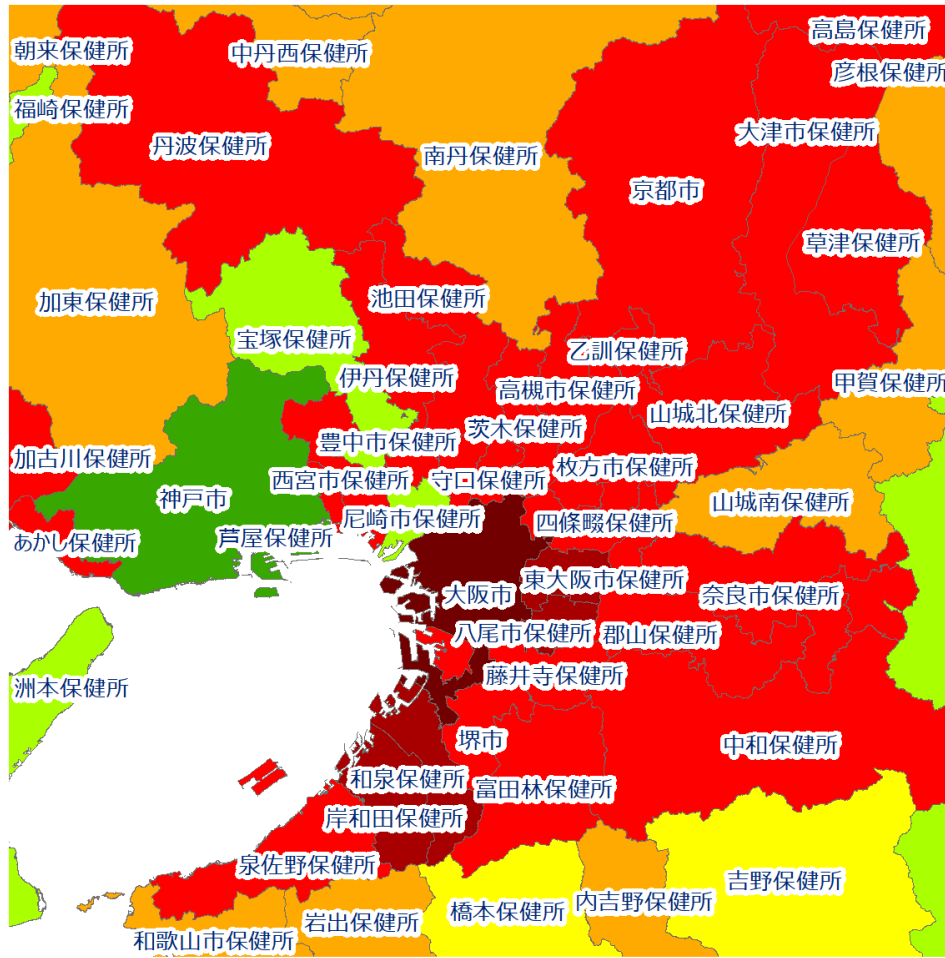 高島保健所
朝来保健所
中丹西保健所
彦根保健所
福崎保健所
丹波保健所
大津市保健所
南丹保健所
京都市
草津保健所
加東保健所
池田保健所
宝塚保健所
乙訓保健所
伊丹保健所
高槻市保健所
甲賀保健所
山城北保健所
豊中市保健所
茨木保健所
加古川保健所
枚方市保健所
西宮市保健所
守口保健所
神戸市
山城南保健所
尼崎市保健所
四條畷保健所
あかし保健所
芦屋保健所
東大阪市保健所
大阪市
奈良市保健所
八尾市保健所
郡山保健所
藤井寺保健所
洲本保健所
堺市
中和保健所
和泉保健所
富田林保健所
岸和田保健所
泉佐野保健所
吉野保健所
内吉野保健所
橋本保健所
岩出保健所
和歌山市保健所